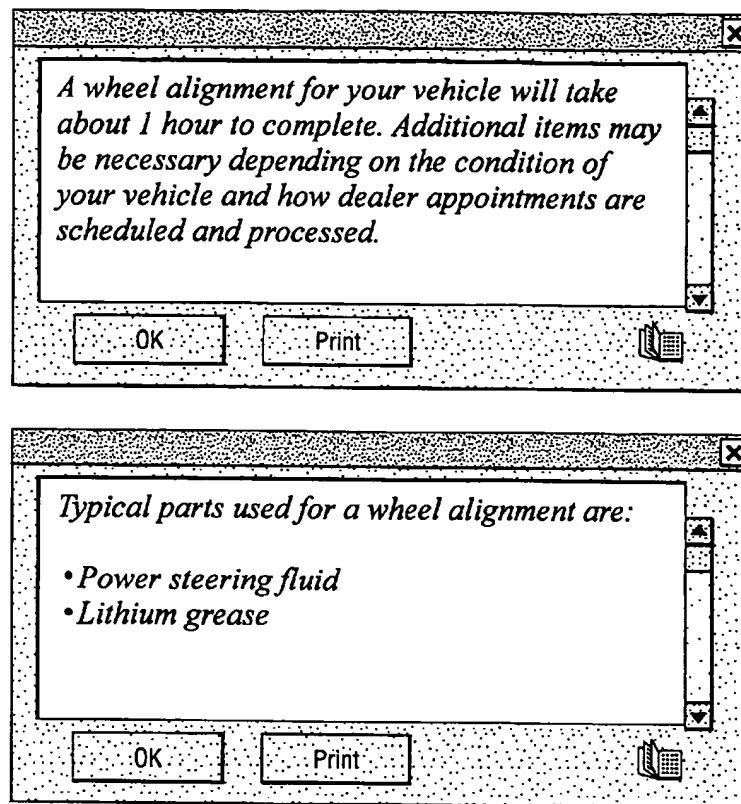 A wheel alignment for your vehicle will take
about 1 hour to complete. Additional items may
be necessary depending on the condition of
your vehicle and how dealer appointments are
scheduled and processed.
OK Print
Typical parts used for a wheel alignment are:
•Power steering fluid
•Lithium grease
OK Print